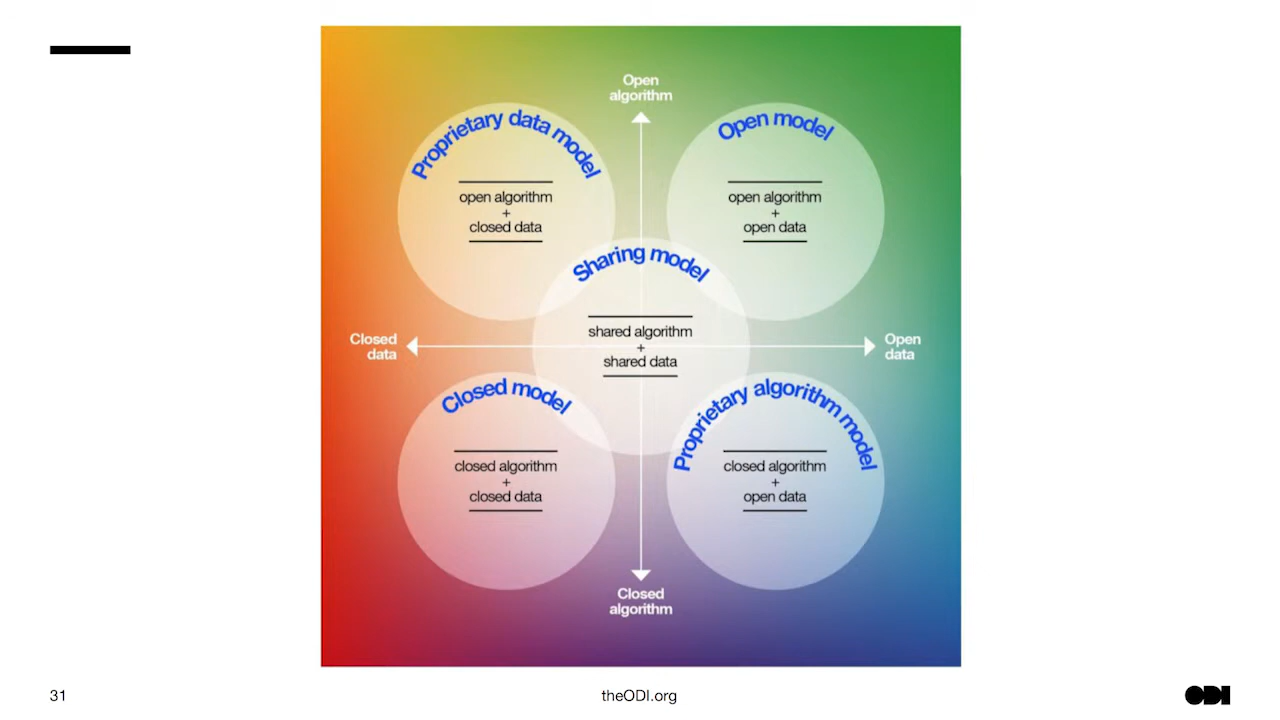 Open
algorithm
Proprietary data model
open algorithm
+
closed data
Open model
open algorithm
+
open data
Sharing model
shared algorithm
+
shared data
Closed
data
Open
data
Closed model
closed algorithm
+
closed data
Proprietary algorithm model
closed algorithm
+
open data
Closed
algorithm
31
theODI.org
ODI